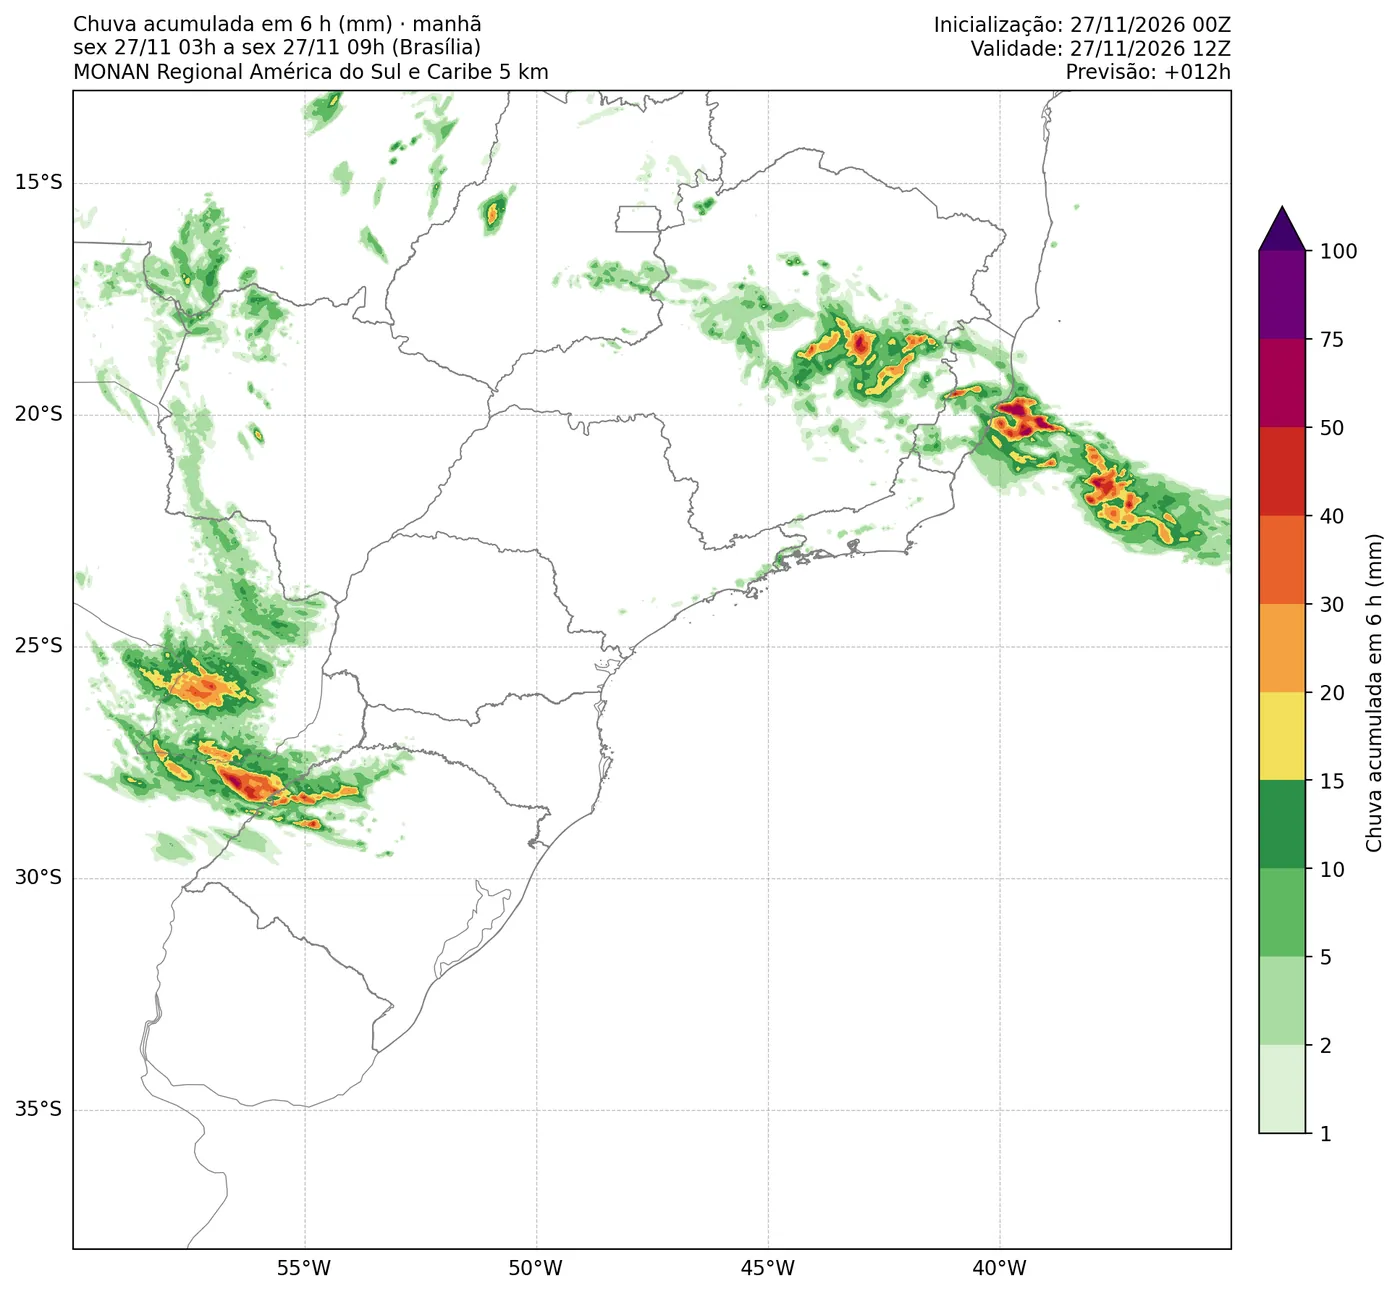 Chuva acumulada em 6 h (mm) · manhã
sex 27/11 03h a sex 27/11 09h (Brasília)
MONAN Regional América do Sul e Caribe 5 km
Inicialização: 27/11/2026 00Z
Validade: 27/11/2026 12Z
Previsão: +012h
15°S
20°S
25°S
30°S
35°S
55°W
50°W
45°W
40°W
100
75
50
40
30
20
15
10
5
2
1
Chuva acumulada em 6 h (mm)